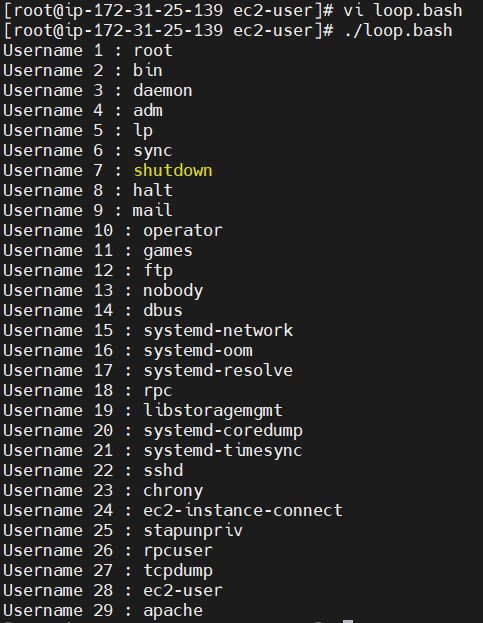 [root@ip-172-31-25-139 ec2-user]# vi loop.bash
[root@ip-172-31-25-139 ec2-user]# ./loop.bash
Username 1 : root
Username 2 : bin
Username 3 : daemon
Username 4 : adm
Username 5 : lp
Username 6 : sync
Username 7 : shutdown
Username 8 : halt
Username 9 : mail
Username 10 : operator
Username 11 : games
Username 12 : ftp
Username 13 : nobody
Username 14 : dbus
Username 15 : systemd-network
Username 16 : systemd-oom
Username 17 : systemd-resolve
Username 18 : rpc
Username 19 : libstoragemgmt
Username 20 : systemd-coredump
Username 21 : systemd-timesync
Username 22 : sshd
Username 23 : chrony
Username 24 : ec2-instance-connect
Username 25 : stapunpriv
Username 26 : rpcuser
Username 27 : tcpdump
Username 28 : ec2-user
Username 29 : apache